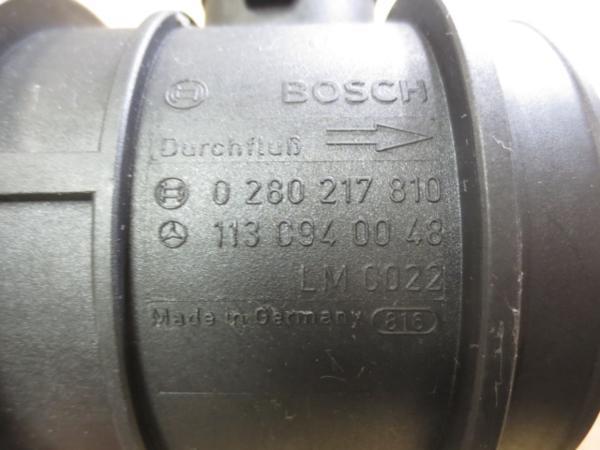 BOSCH
Durchfluß
0 280 217 810
113 094 00 48
LM 0022
Made in Germany 816